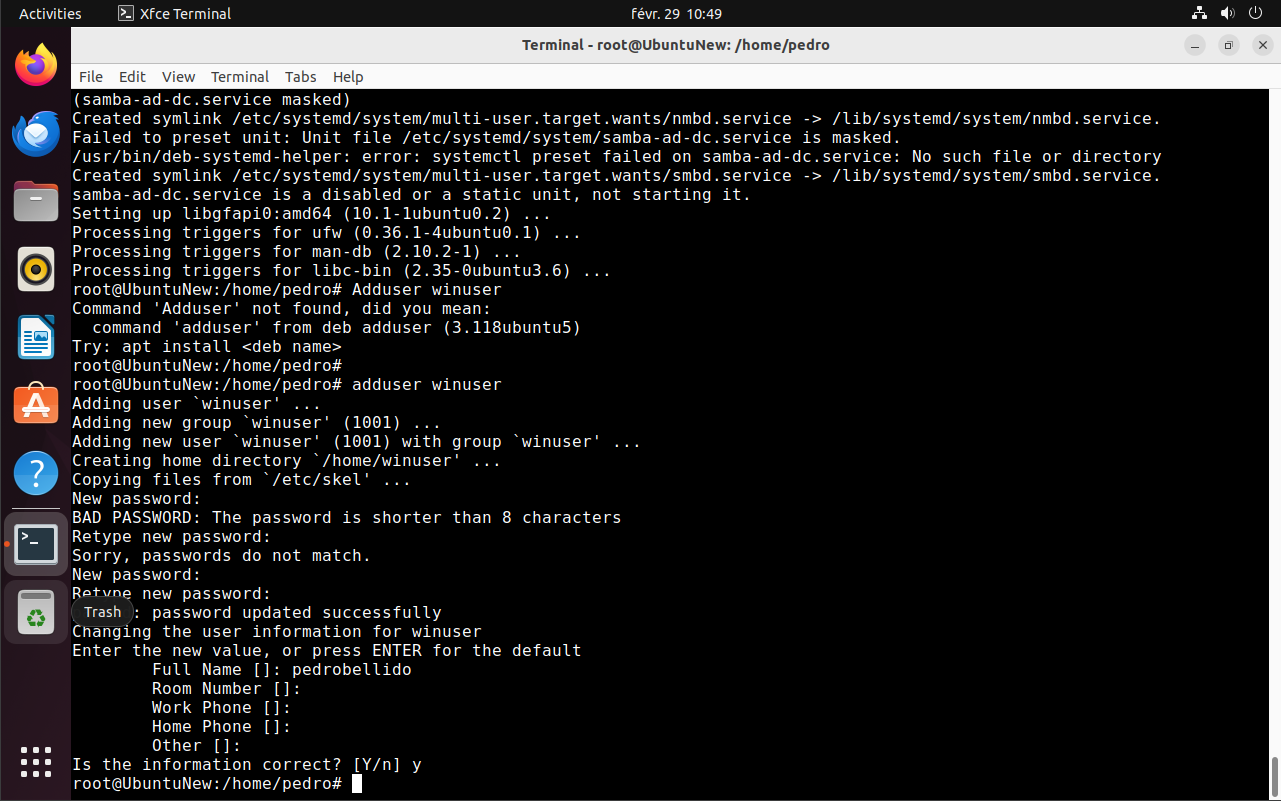 Activities
Xfce Terminal
févr. 29 10:49
Terminal - root@UbuntuNew: /home/pedro
File Edit View Terminal Tabs Help
(samba-ad-dc.service masked)
Created symlink /etc/systemd/system/multi-user.target.wants/nmbd.service -> /lib/systemd/system/nmbd.service.
Failed to preset unit: Unit file /etc/systemd/system/samba-ad-dc.service is masked.
/usr/bin/deb-systemd-helper: error: systemctl preset failed on samba-ad-dc.service: No such file or directory
Created symlink /etc/systemd/system/multi-user.target.wants/smbd.service -> /lib/systemd/system/smbd.service.
samba-ad-dc.service is a disabled or a static unit, not starting it.
Setting up libgfapi0:amd64 (10.1-1ubuntu0.2) ...
Processing triggers for ufw (0.36.1-4ubuntu0.1) ...
Processing triggers for man-db (2.10.2-1) ...
Processing triggers for libc-bin (2.35-0ubuntu3.6) ...
root@UbuntuNew:/home/pedro# Adduser winuser
Command 'Adduser' not found, did you mean:
  command 'adduser' from deb adduser (3.118ubuntu5)
Try: apt install <deb name>
root@UbuntuNew:/home/pedro#
root@UbuntuNew:/home/pedro# adduser winuser
Adding user `winuser' ...
Adding new group `winuser' (1001) ...
Adding new user `winuser' (1001) with group `winuser' ...
Creating home directory `/home/winuser' ...
Copying files from `/etc/skel' ...
New password:
BAD PASSWORD: The password is shorter than 8 characters
Retype new password:
Sorry, passwords do not match.
New password:
Retype new password:
Trash : password updated successfully
Changing the user information for winuser
Enter the new value, or press ENTER for the default
        Full Name []: pedrobellido
        Room Number []:
        Work Phone []:
        Home Phone []:
        Other []:
Is the information correct? [Y/n] y
root@UbuntuNew:/home/pedro#